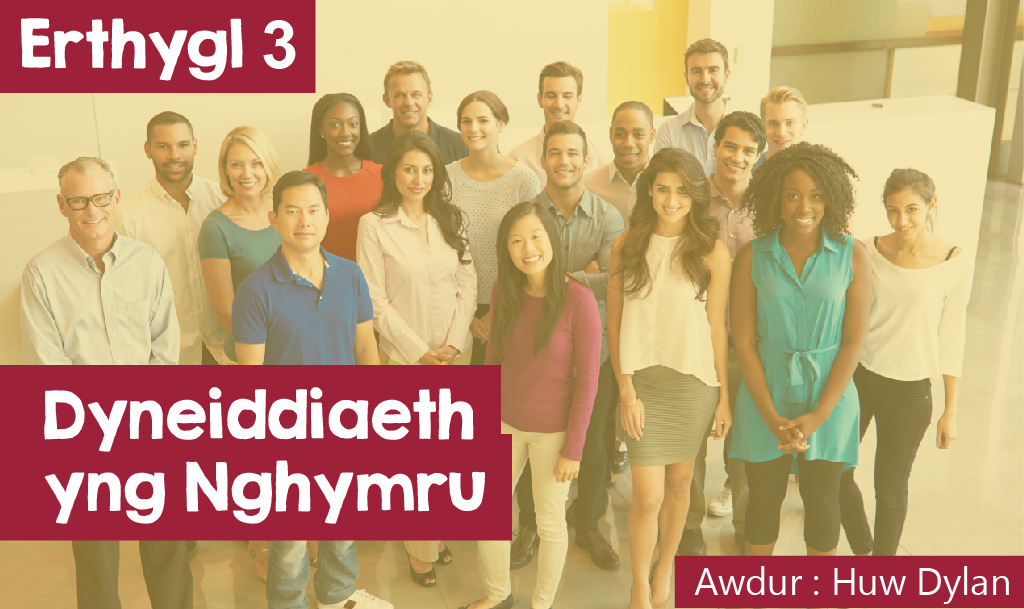 Erthygl 3
Dyneiddiaeth
yng Nghymru
Awdur : Huw Dylan